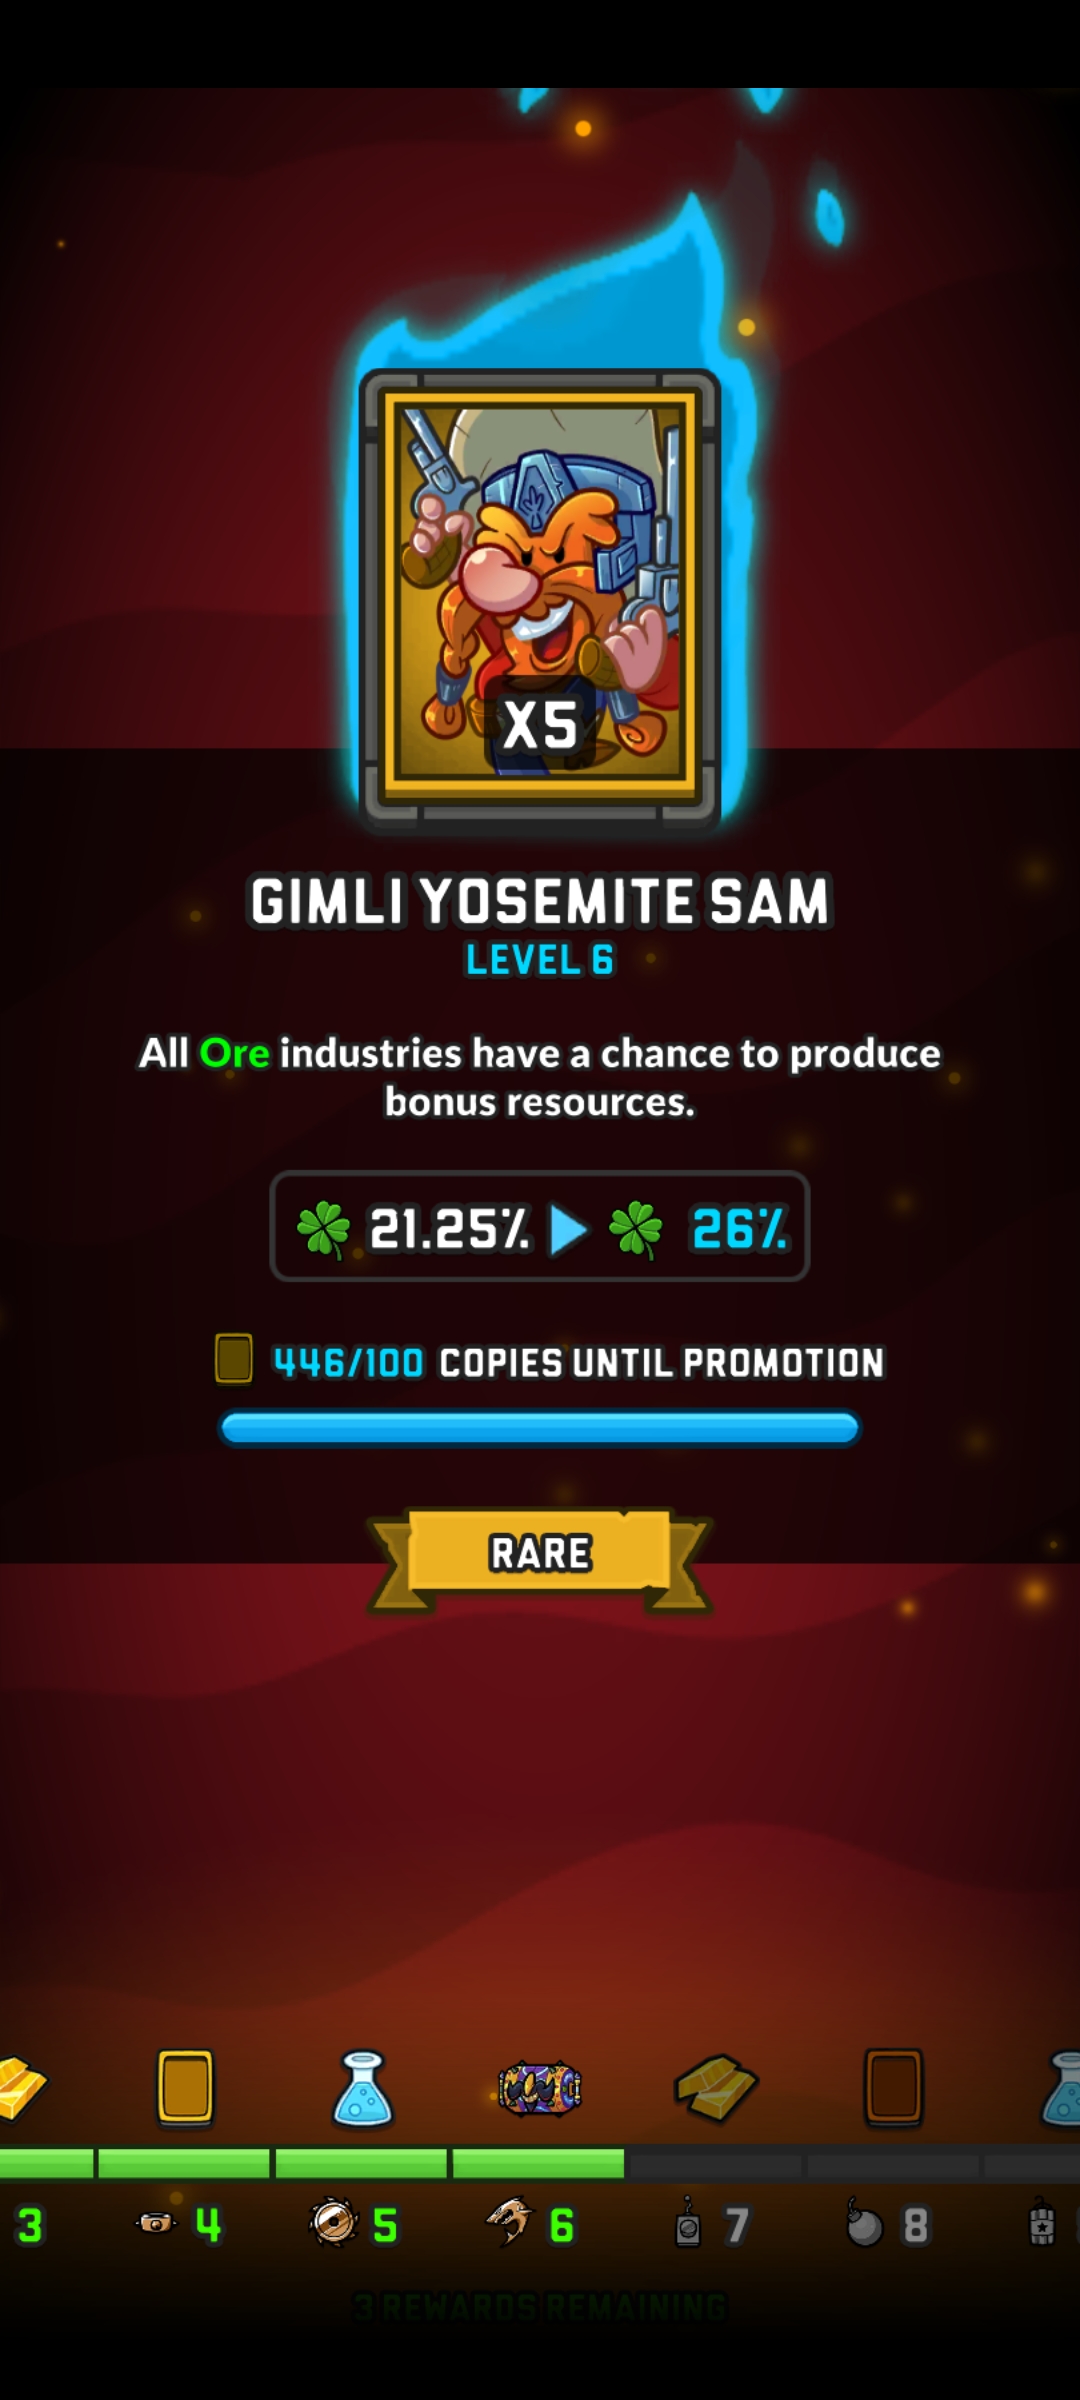 X5
GIMLI YOSEMITE SAM
LEVEL 6
All Ore industries have a chance to produce
bonus resources.
21.25% 26%
446/100 COPIES UNTIL PROMOTION
RARE
3 4 5 6 7 8
3 REWARDS REMAINING